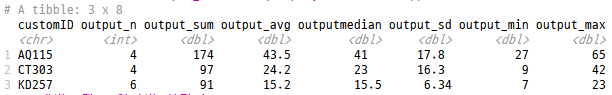 # A tibble: 3 x 8
customID output_n output_sum output_avg outputmedian output_sd output_min output_max
<chr> <int> <dbl> <dbl> <dbl> <dbl> <dbl> <dbl>
1 AQ115 4 174 43.5 41 17.8 27 65
2 CT303 4 97 24.2 23 16.3 9 42
3 KD257 6 91 15.2 15.5 6.34 7 23